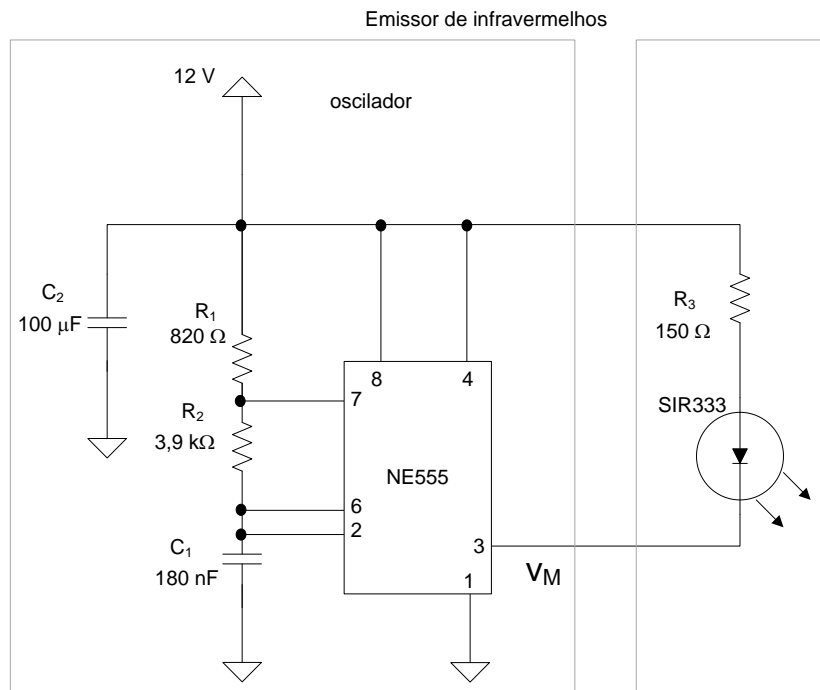 Emissor de infravermelhos
12 V
oscilador
C₂
100 μF
R₁
820 Ω
R₃
150 Ω
8
4
7
R₂
3,9 kΩ
SIR333
NE555
6
2
C₁
180 nF
3
VM
1